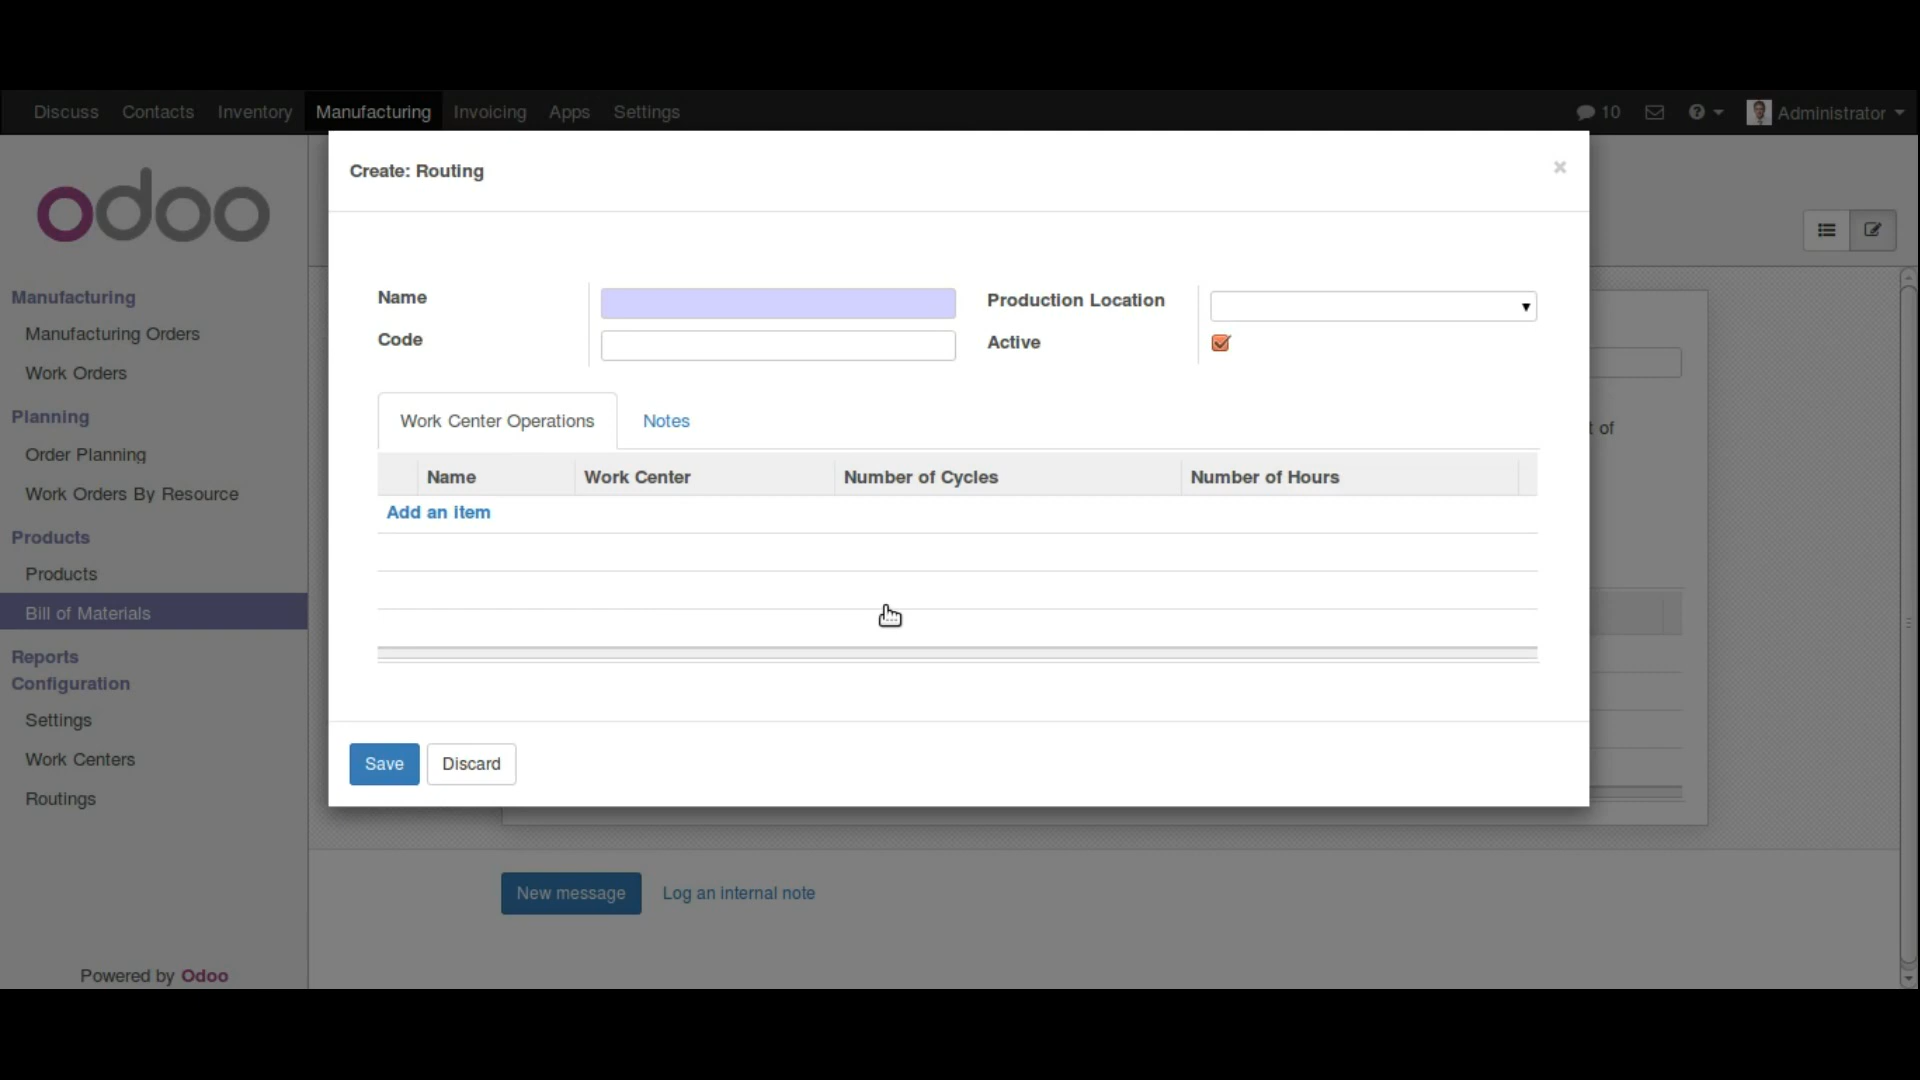 Discuss Contacts Inventory Manufacturing Invoicing Apps Settings 10 Administrator
odoo
Manufacturing
Manufacturing Orders
Work Orders
Planning
Order Planning
Work Orders By Resource
Products
Products
Bill of Materials
Reports
Configuration
Settings
Work Centers
Routings
Powered by Odoo
Create: Routing
×
Name
Production Location
Code
Active
Work Center Operations Notes
Name Work Center Number of Cycles Number of Hours
Add an item
Save Discard
of
New message Log an internal note